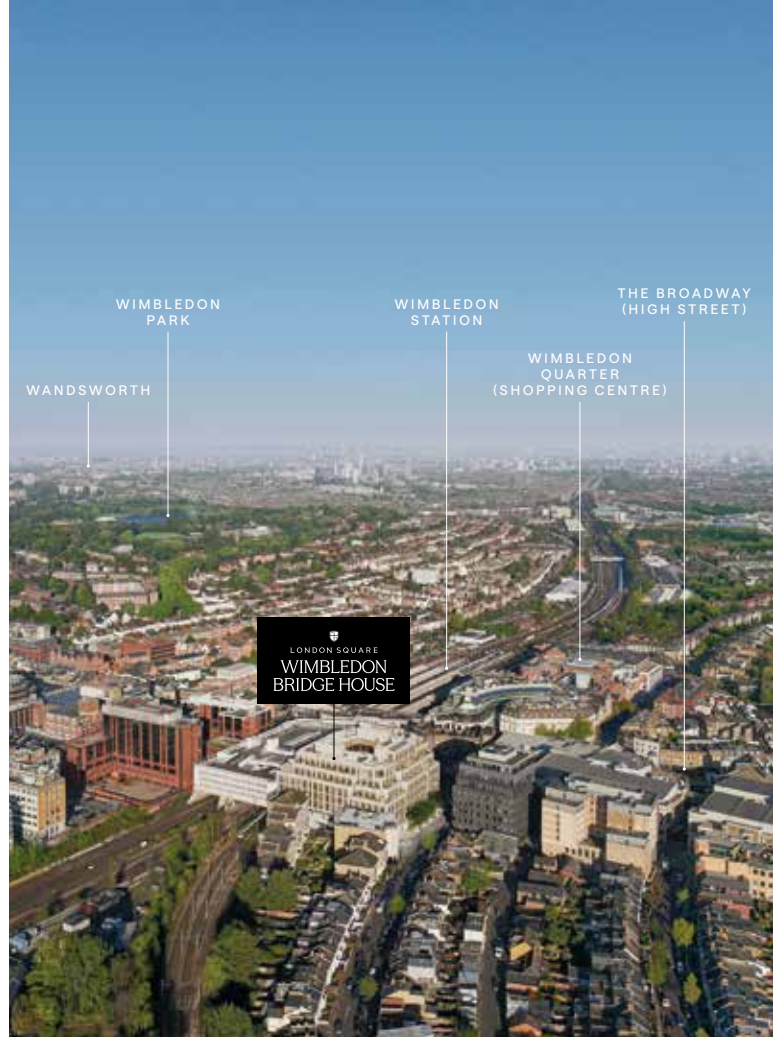 THE BROADWAY
(HIGH STREET)
WIMBLEDON
PARK
WIMBLEDON
STATION
WIMBLEDON
QUARTER
(SHOPPING CENTRE)
WANDSWORTH
LONDON SQUARE
WIMBLEDON
BRIDGE HOUSE